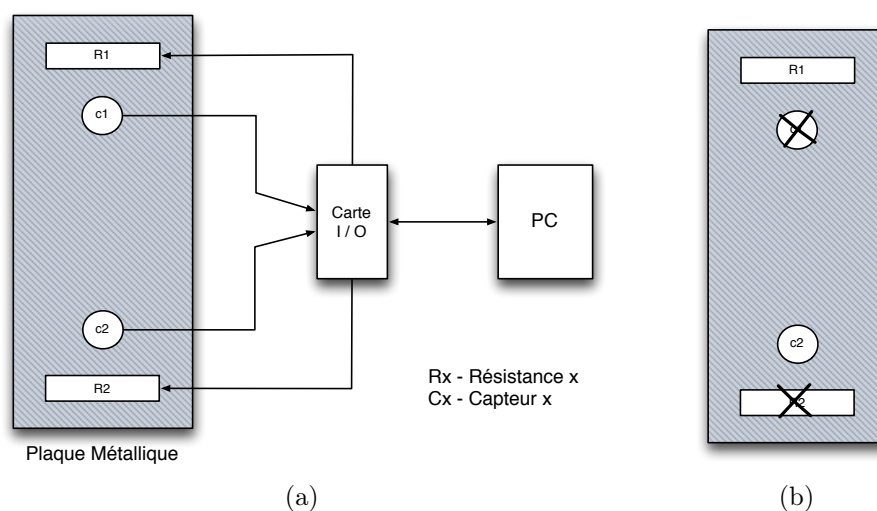 R1
c1
Carte
I / O
PC
c2
R2
Rx - Résistance x
Cx - Capteur x
Plaque Métallique
(a)
R1
c2
(b)